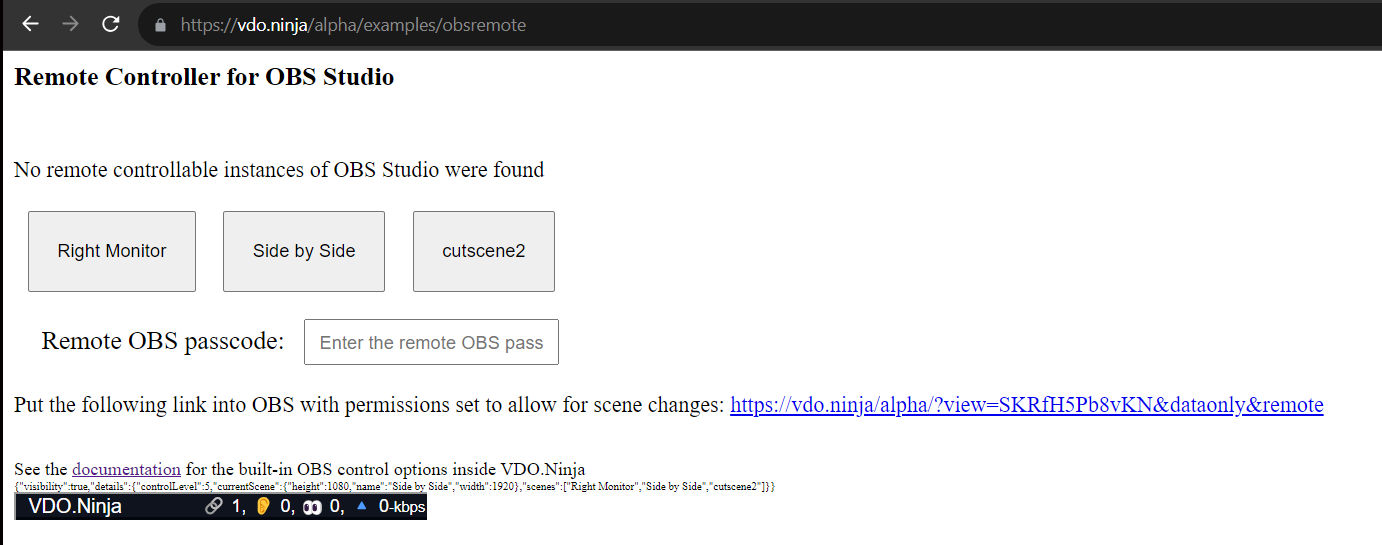 https://vdo.ninja/alpha/examples/obsremote
Remote Controller for OBS Studio
No remote controllable instances of OBS Studio were found
Right Monitor Side by Side cutscene2
Remote OBS passcode: Enter the remote OBS pass
Put the following link into OBS with permissions set to allow for scene changes: https://vdo.ninja/alpha/?view=SKRfH5Pb8vKN&dataonly&remote
See the documentation for the built-in OBS control options inside VDO.Ninja
{"visibility":true,"details":{"controlLevel":5,"currentScene":{"height":1080,"name":"Side by Side","width":1920},"scenes":["Right Monitor","Side by Side","cutscene2"]}}
VDO.Ninja 🔗 1, 👂 0, 👀 0, 🔼 0-kbps